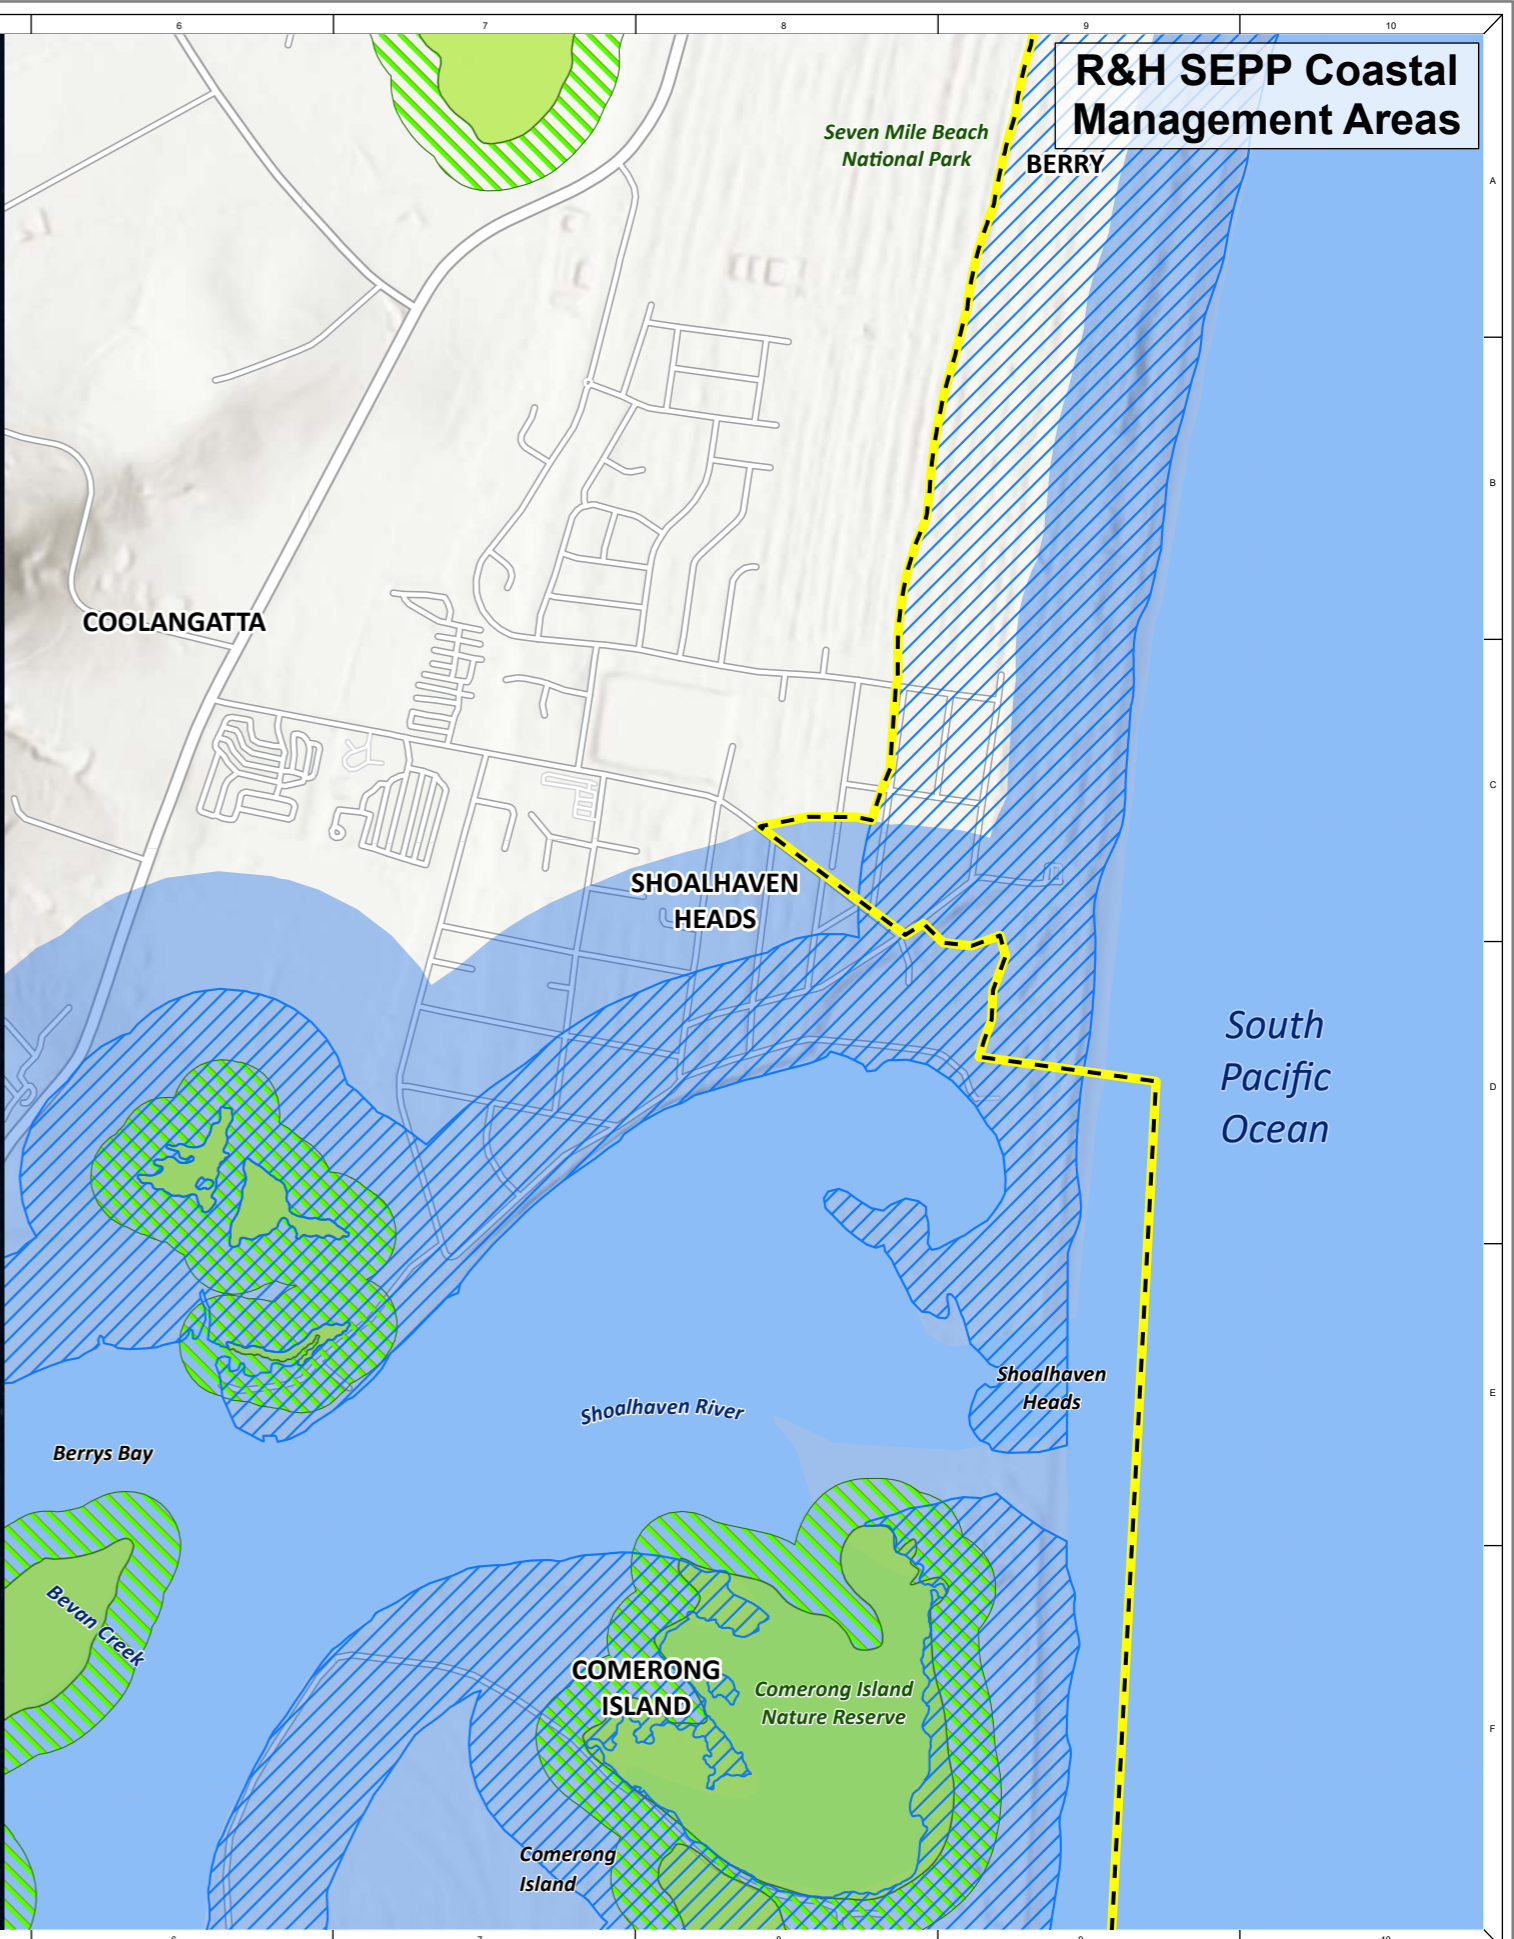 6 7 8 9 10
R&H SEPP Coastal
Management Areas
Seven Mile Beach
National Park
BERRY
A
B
COOLANGATTA
C
SHOALHAVEN
HEADS
South
Pacific
Ocean
D
Shoalhaven
Heads
E
Shoalhaven River
Berrys Bay
Bevan Creek
COMERONG
ISLAND
Comerong Island
Nature Reserve
F
Comerong
Island